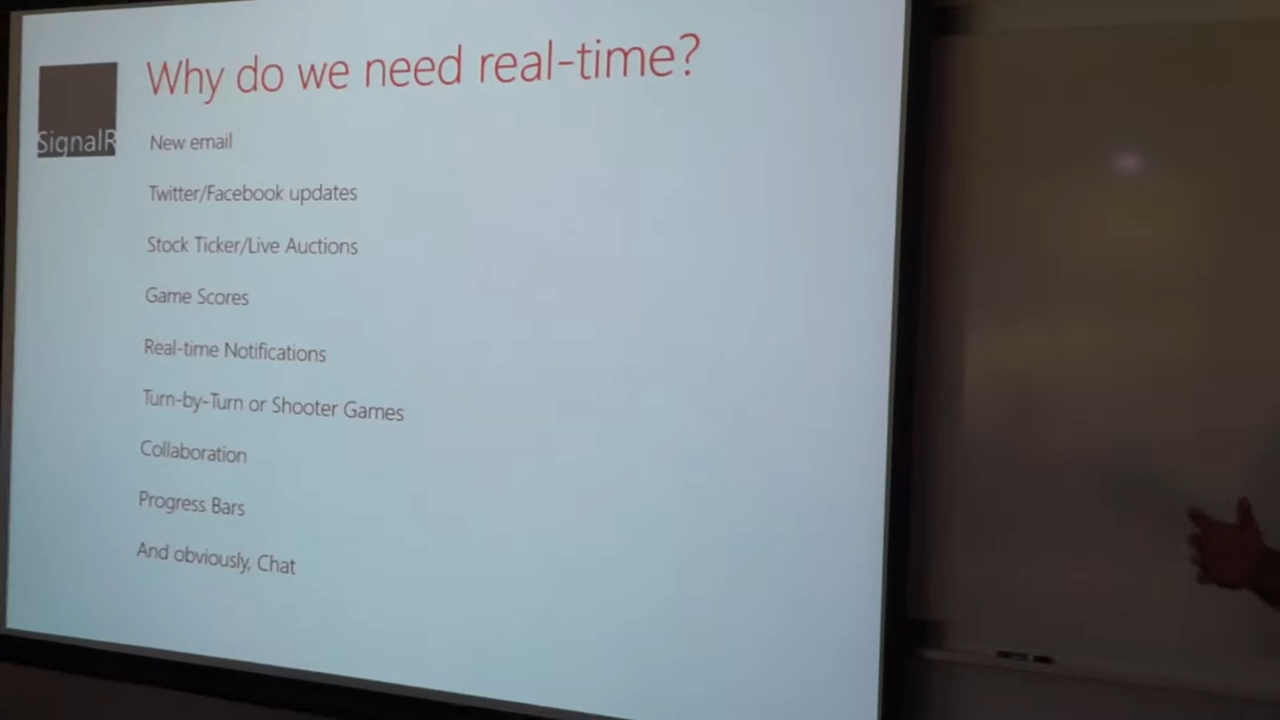 Why do we need real-time?
SignalR
New email
Twitter/Facebook updates
Stock Ticker/Live Auctions
Game Scores
Real-time Notifications
Turn-by-Turn or Shooter Games
Collaboration
Progress Bars
And obviously, Chat